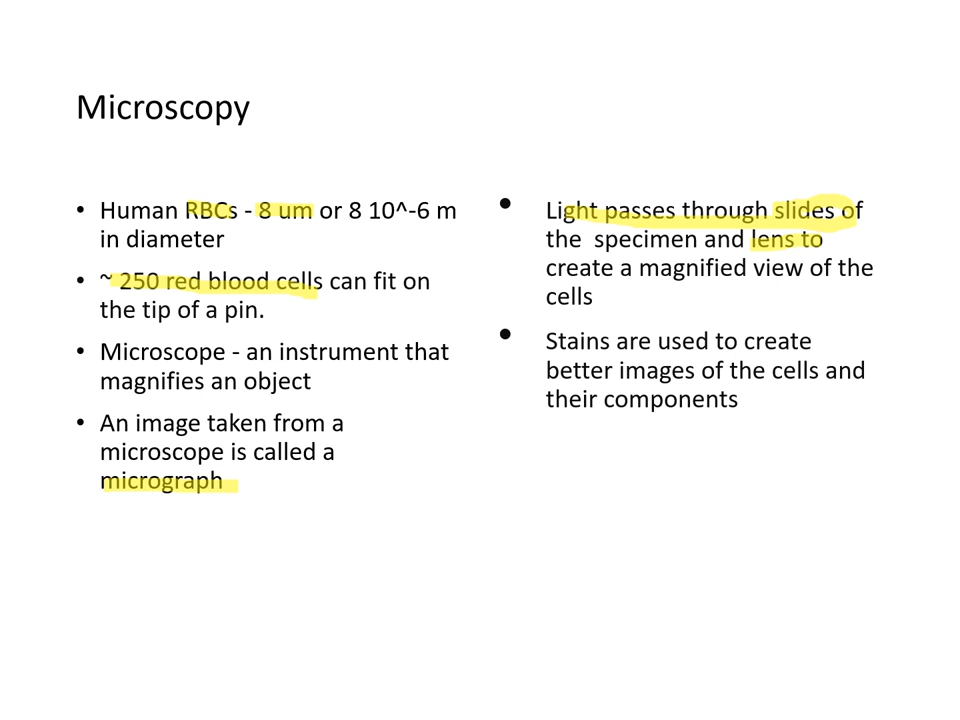 Microscopy
• Human RBCs - 8 um or 8 10^-6 m
in diameter
• ~ 250 red blood cells can fit on
the tip of a pin.
• Microscope - an instrument that
magnifies an object
• An image taken from a
microscope is called a
micrograph
• Light passes through slides of
the  specimen and lens to
create a magnified view of the
cells
• Stains are used to create
better images of the cells and
their components